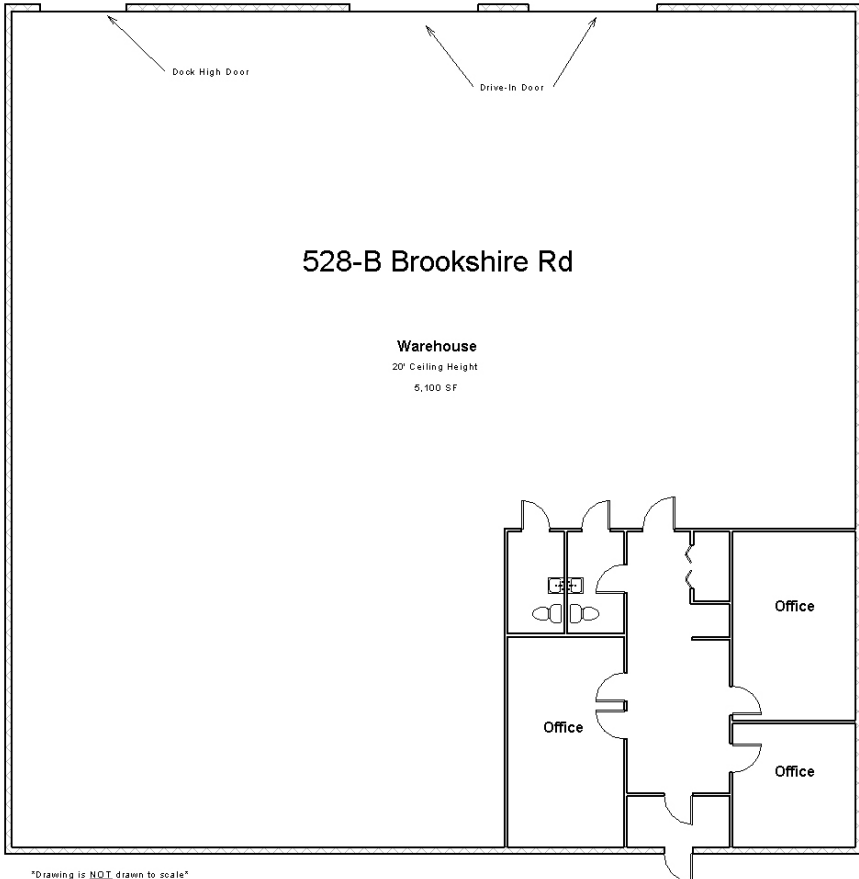 Dock High Door
Drive-In Door
528-B Brookshire Rd
Warehouse
20' Ceiling Height
5,100 SF
Office
Office
Office
*Drawing is NOT drawn to scale*